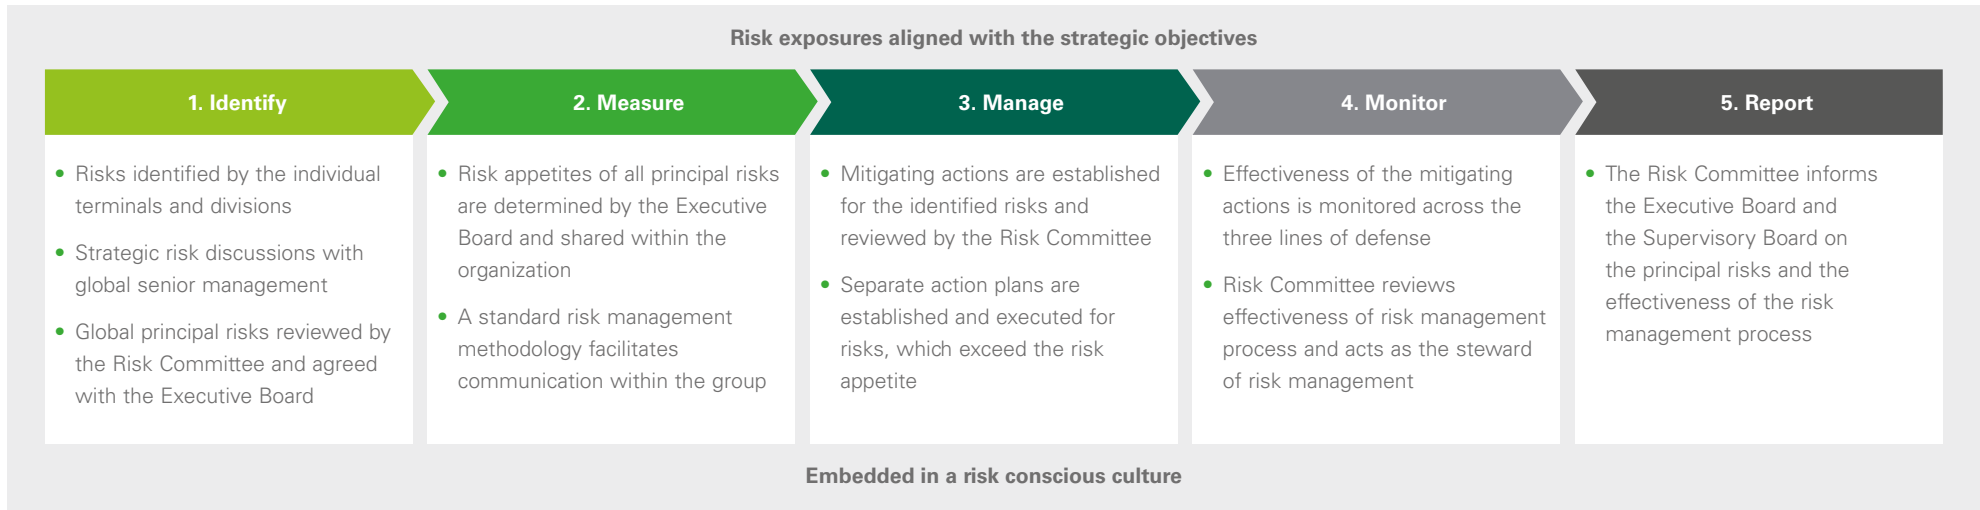 Risk exposures aligned with the strategic objectives
1. Identify
• Risks identified by the individual
terminals and divisions
• Strategic risk discussions with
global senior management
• Global principal risks reviewed by
the Risk Committee and agreed
with the Executive Board
2. Measure
• Risk appetites of all principal risks
are determined by the Executive
Board and shared within the
organization
• A standard risk management
methodology facilitates
communication within the group
3. Manage
• Mitigating actions are established
for the identified risks and
reviewed by the Risk Committee
• Separate action plans are
established and executed for
risks, which exceed the risk
appetite
4. Monitor
• Effectiveness of the mitigating
actions is monitored across the
three lines of defense
• Risk Committee reviews
effectiveness of risk management
process and acts as the steward
of risk management
5. Report
• The Risk Committee informs
the Executive Board and
the Supervisory Board on
the principal risks and the
effectiveness of the risk
management process
Embedded in a risk conscious culture